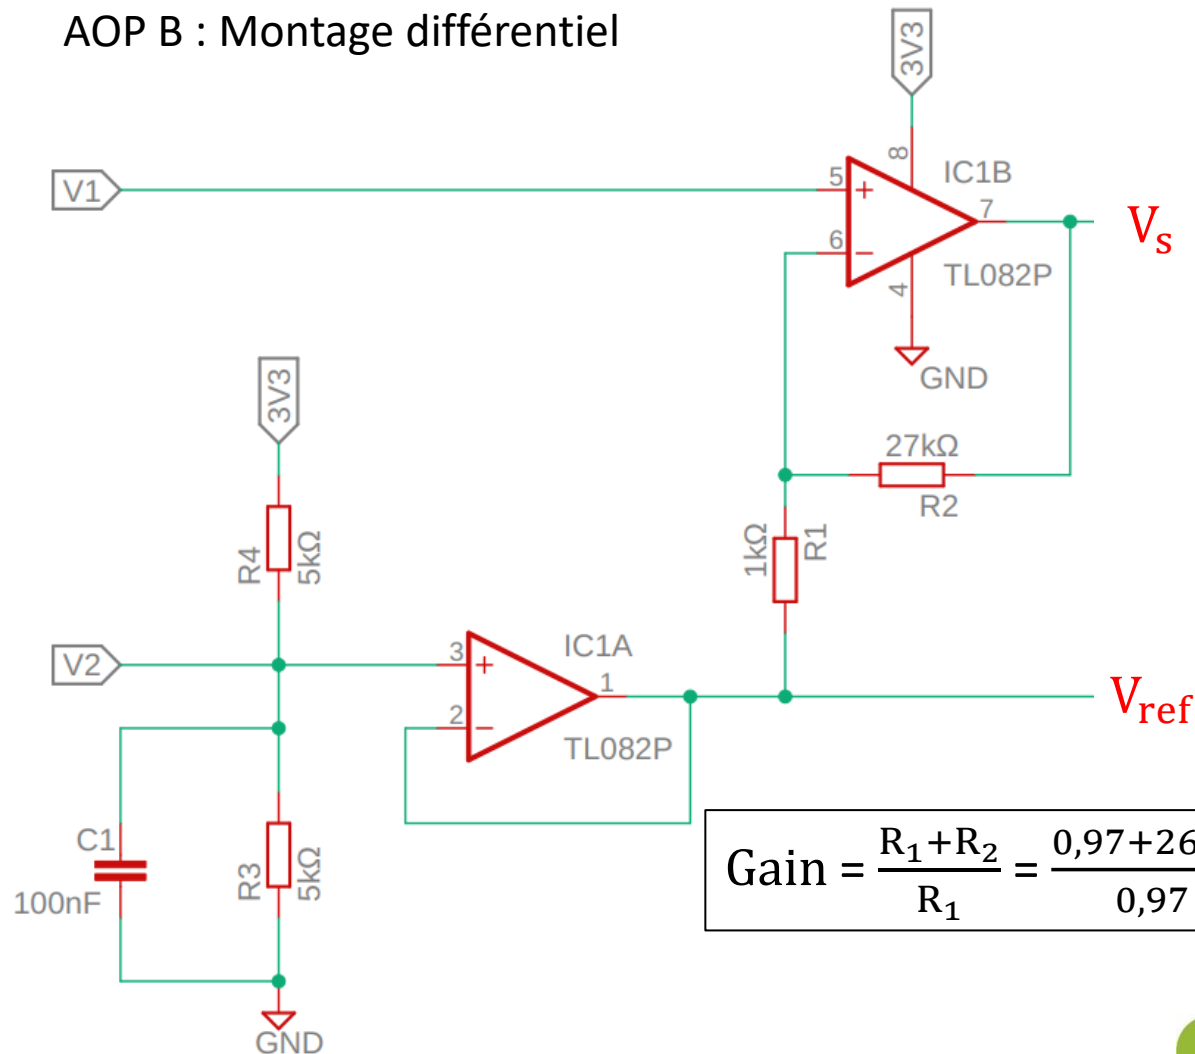 AOP B : Montage différentiel
3V3
V1
5
+
8
IC1B
7
Vs
6
−
4
TL082P
GND
3V3
27kΩ
R2
R4
5kΩ
1kΩ
R1
V2
3
+
IC1A
1
Vref
2
−
TL082P
C1
100nF
R3
5kΩ
GND
Gain = R1+R2 / R1 = 0,97+26 / 0,97